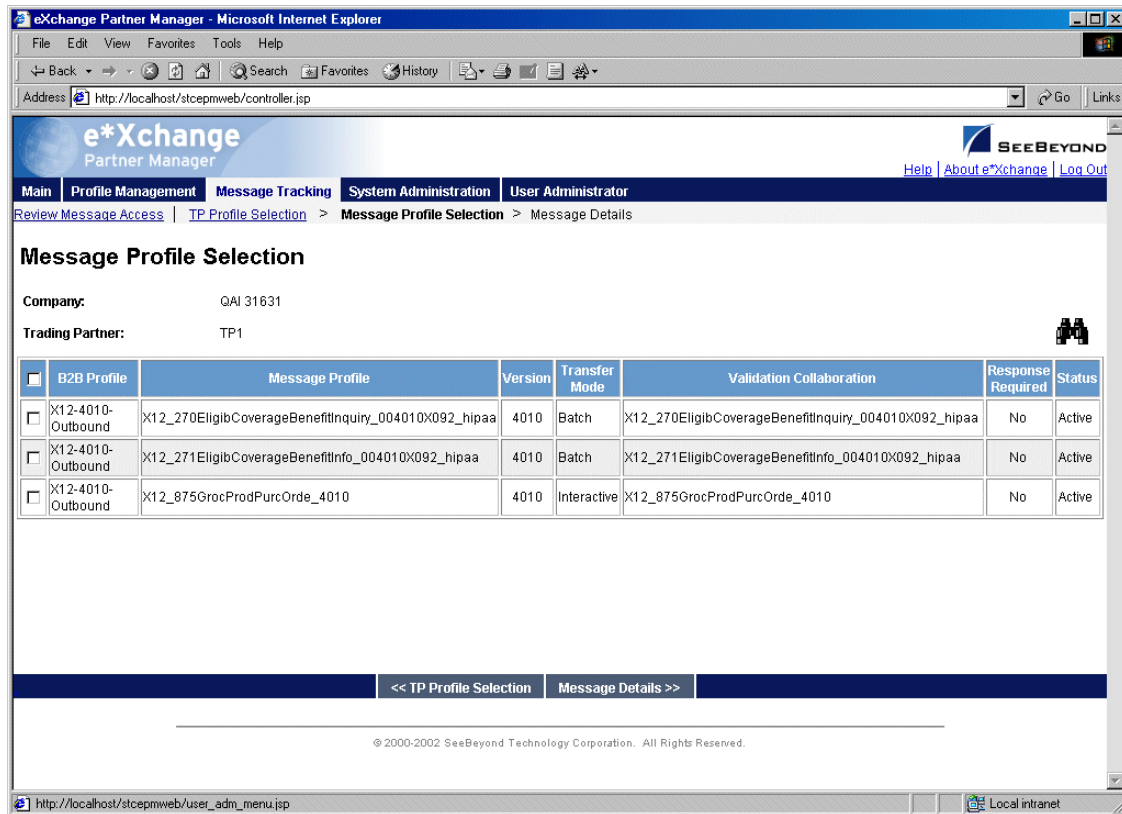 eXchange Partner Manager - Microsoft Internet Explorer
File Edit View Favorites Tools Help
Back Search Favorites History
Address http://localhost/stcepmweb/controller.jsp Go Links
e*Xchange
Partner Manager
SEEBEYOND
Help | About e*Xchange | Log Out
Main Profile Management Message Tracking System Administration User Administrator
Review Message Access | TP Profile Selection > Message Profile Selection > Message Details
Message Profile Selection
Company: QAI 31631
Trading Partner: TP1
B2B Profile Message Profile Version Transfer Mode Validation Collaboration Response Required Status
X12-4010-Outbound X12_270EligibCoverageBenefitInquiry_004010X092_hipaa 4010 Batch X12_270EligibCoverageBenefitInquiry_004010X092_hipaa No Active
X12-4010-Outbound X12_271EligibCoverageBenefitInfo_004010X092_hipaa 4010 Batch X12_271EligibCoverageBenefitInfo_004010X092_hipaa No Active
X12-4010-Outbound X12_875GrocProdPurcOrde_4010 4010 Interactive X12_875GrocProdPurcOrde_4010 No Active
<< TP Profile Selection Message Details >>
© 2000-2002 SeeBeyond Technology Corporation. All Rights Reserved.
http://localhost/stcepmweb/user_adm_menu.jsp Local intranet